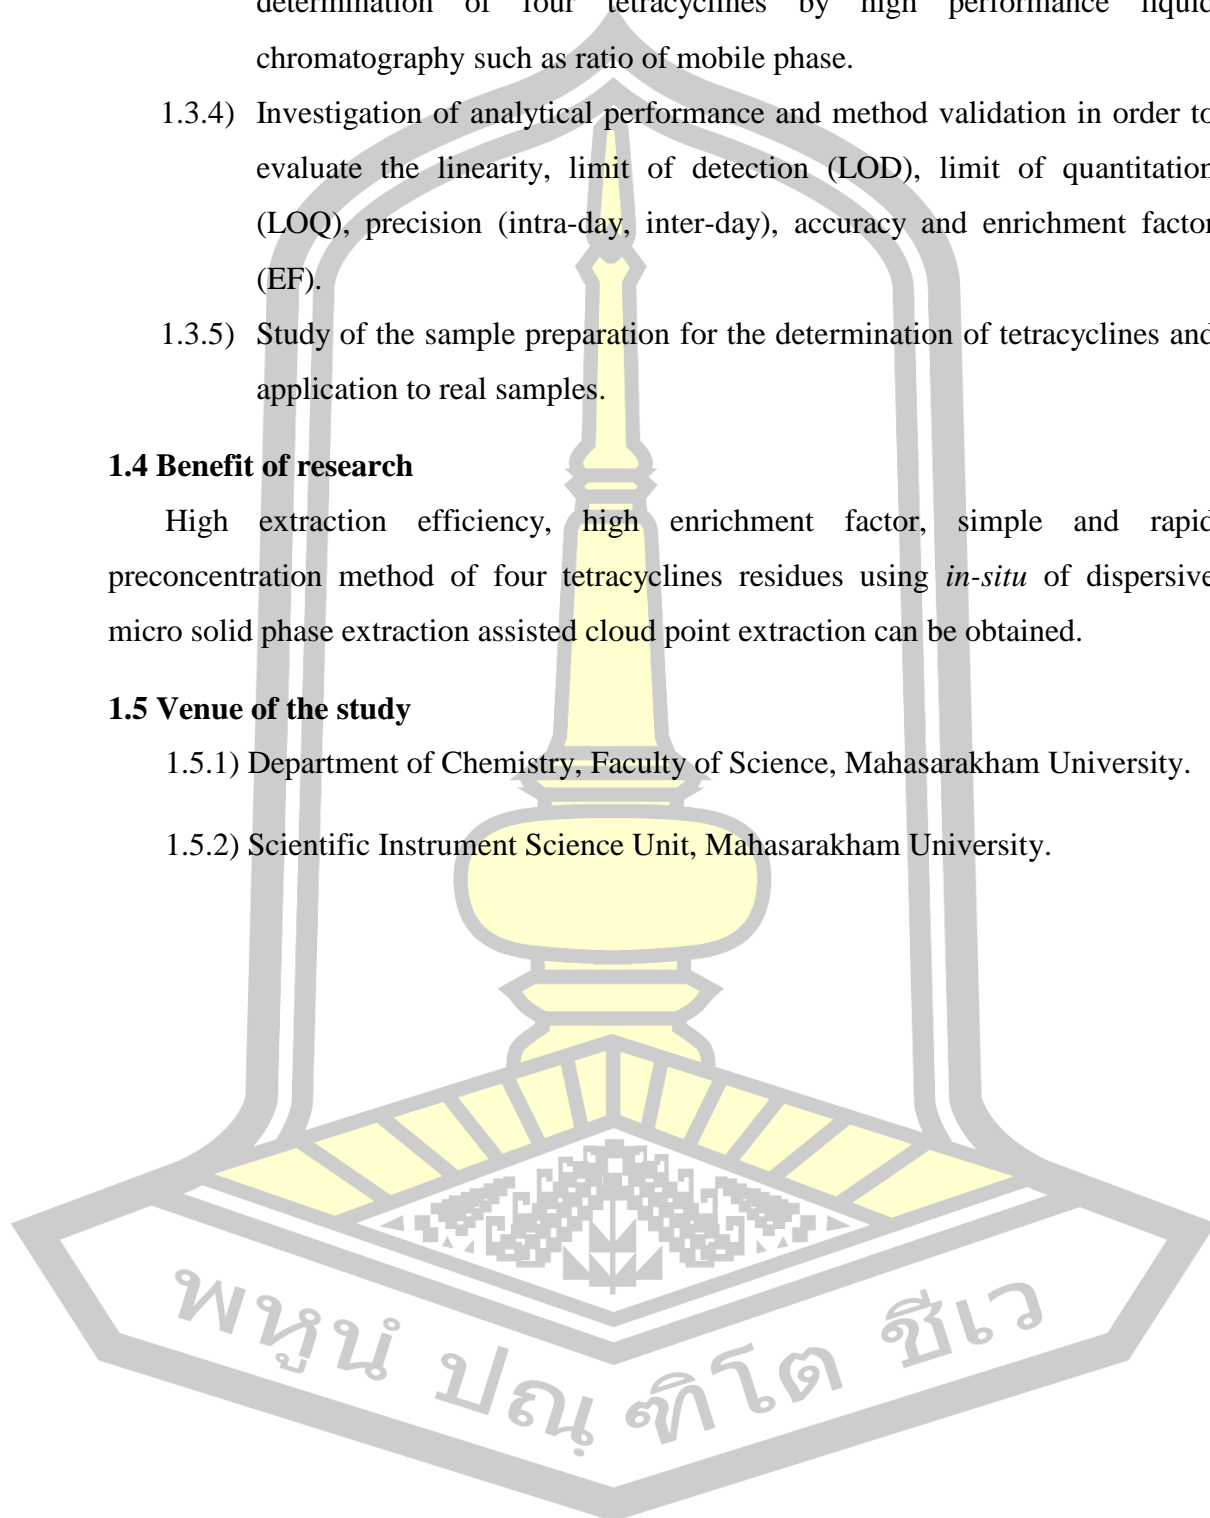 determination of four tetracyclines by high performance liquid
chromatography such as ratio of mobile phase.
1.3.4) Investigation of analytical performance and method validation in order to
evaluate the linearity, limit of detection (LOD), limit of quantitation
(LOQ), precision (intra-day, inter-day), accuracy and enrichment factor
(EF).
1.3.5) Study of the sample preparation for the determination of tetracyclines and
application to real samples.
1.4 Benefit of research
High extraction efficiency, high enrichment factor, simple and rapid
preconcentration method of four tetracyclines residues using in-situ of dispersive
micro solid phase extraction assisted cloud point extraction can be obtained.
1.5 Venue of the study
1.5.1) Department of Chemistry, Faculty of Science, Mahasarakham University.
1.5.2) Scientific Instrument Science Unit, Mahasarakham University.
พหูนํ ปณฺฑิโต ชีเว